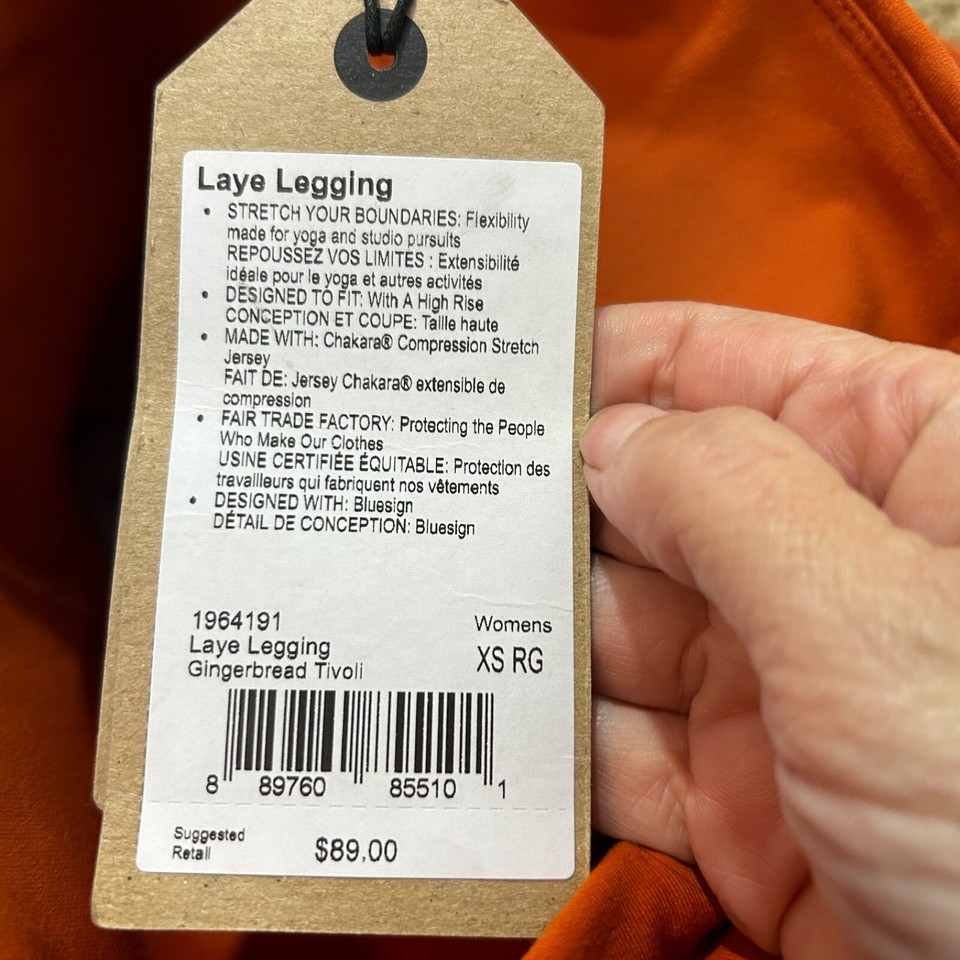 Laye Legging
• STRETCH YOUR BOUNDARIES: Flexibility
made for yoga and studio pursuits
REPOUSSEZ VOS LIMITES : Extensibilité
idéale pour le yoga et autres activités
• DESIGNED TO FIT: With A High Rise
CONCEPTION ET COUPE: Taille haute
• MADE WITH: Chakara® Compression Stretch
Jersey
FAIT DE: Jersey Chakara® extensible de
compression
• FAIR TRADE FACTORY: Protecting the People
Who Make Our Clothes
USINE CERTIFIÉE ÉQUITABLE: Protection des
travailleurs qui fabriquent nos vêtements
• DESIGNED WITH: Bluesign
DÉTAIL DE CONCEPTION: Bluesign
1964191 Womens
Laye Legging XS RG
Gingerbread Tivoli
8 89760 85510 1
Suggested
Retail $89.00